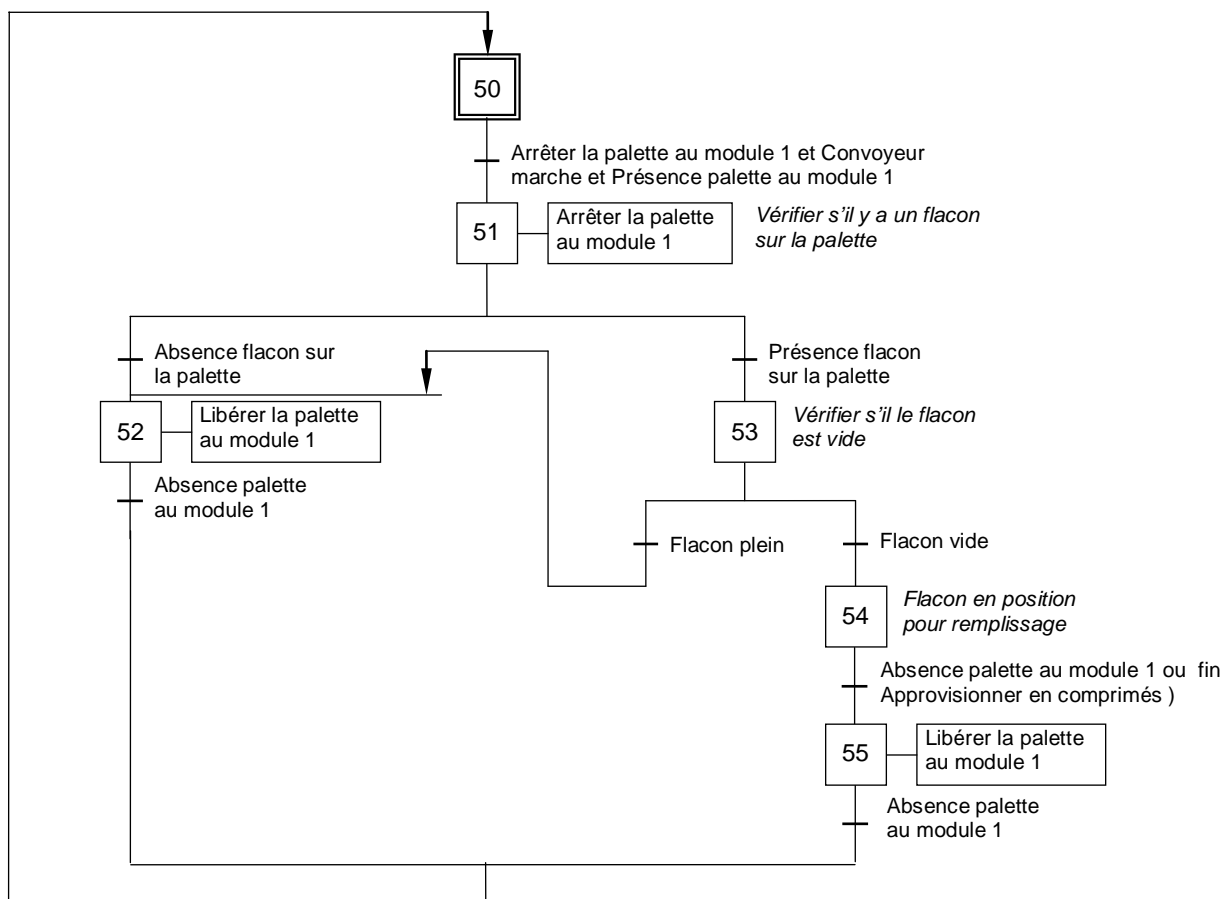 50
Arrêter la palette au module 1 et Convoyeur
marche et Présence palette au module 1
51
Arrêter la palette
au module 1
Vérifier s'il y a un flacon
sur la palette
Absence flacon sur
la palette
Présence flacon
sur la palette
52
Libérer la palette
au module 1
53
Vérifier s'il le flacon
est vide
Absence palette
au module 1
Flacon plein
Flacon vide
54
Flacon en position
pour remplissage
Absence palette au module 1 ou fin
Approvisionner en comprimés )
55
Libérer la palette
au module 1
Absence palette
au module 1